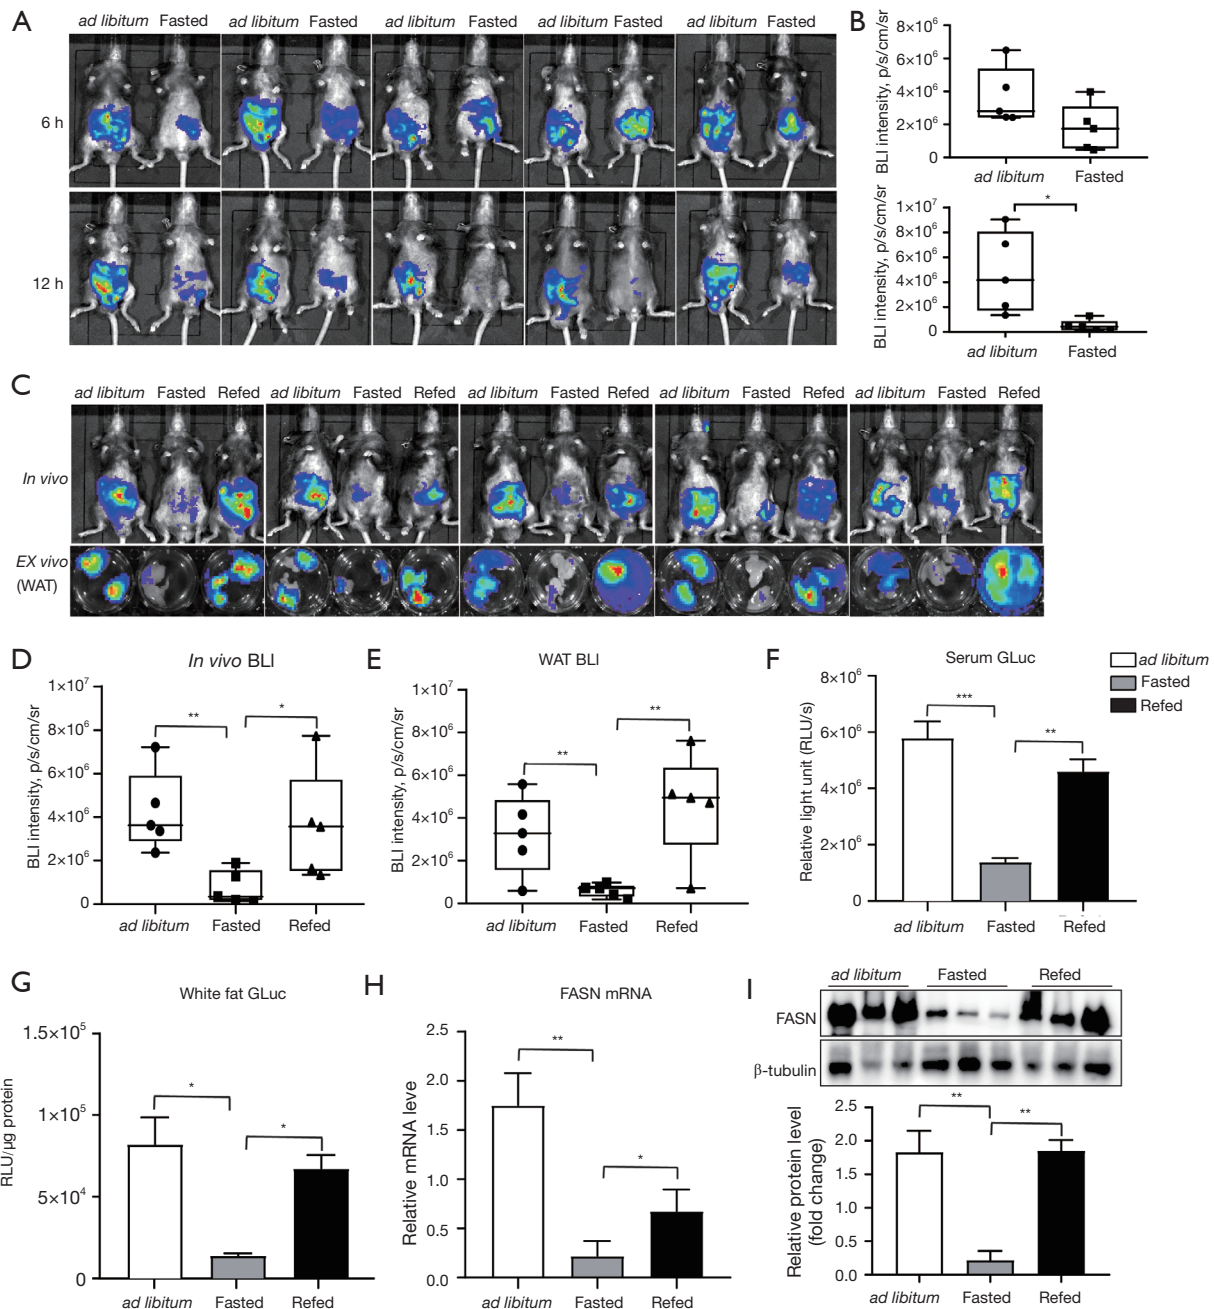 A
ad libitum Fasted ad libitum Fasted ad libitum Fasted ad libitum Fasted ad libitum Fasted
6 h
12 h
B
BLI intensity, p/s/cm/sr
8×10⁶
6×10⁶
4×10⁶
2×10⁶
0
ad libitum Fasted
BLI intensity, p/s/cm/sr
1×10⁷
8×10⁶
6×10⁶
4×10⁶
2×10⁶
0
*
ad libitum Fasted
C
ad libitum Fasted Refed ad libitum Fasted Refed ad libitum Fasted Refed ad libitum Fasted Refed ad libitum Fasted Refed
In vivo
EX vivo
(WAT)
D
In vivo BLI
BLI intensity, p/s/cm/sr
1×10⁷
8×10⁶
6×10⁶
4×10⁶
2×10⁶
0
** *
ad libitum Fasted Refed
E
WAT BLI
BLI intensity, p/s/cm/sr
1×10⁷
8×10⁶
6×10⁶
4×10⁶
2×10⁶
0
** **
ad libitum Fasted Refed
F
Serum GLuc
Relative light unit (RLU/s)
8×10⁶
6×10⁶
4×10⁶
2×10⁶
0
*** **
ad libitum Fasted Refed
ad libitum
Fasted
Refed
G
White fat GLuc
RLU/μg protein
1.5×10⁵
1×10⁵
5×10⁴
0
* *
ad libitum Fasted Refed
H
FASN mRNA
Relative mRNA leve
2.5
2.0
1.5
1.0
0.5
0.0
** *
ad libitum Fasted Refed
I
ad libitum Fasted Refed
FASN
β-tubulin
Relative protein level
(fold change)
2.5
2.0
1.5
1.0
0.5
0.0
** **
ad libitum Fasted Refed